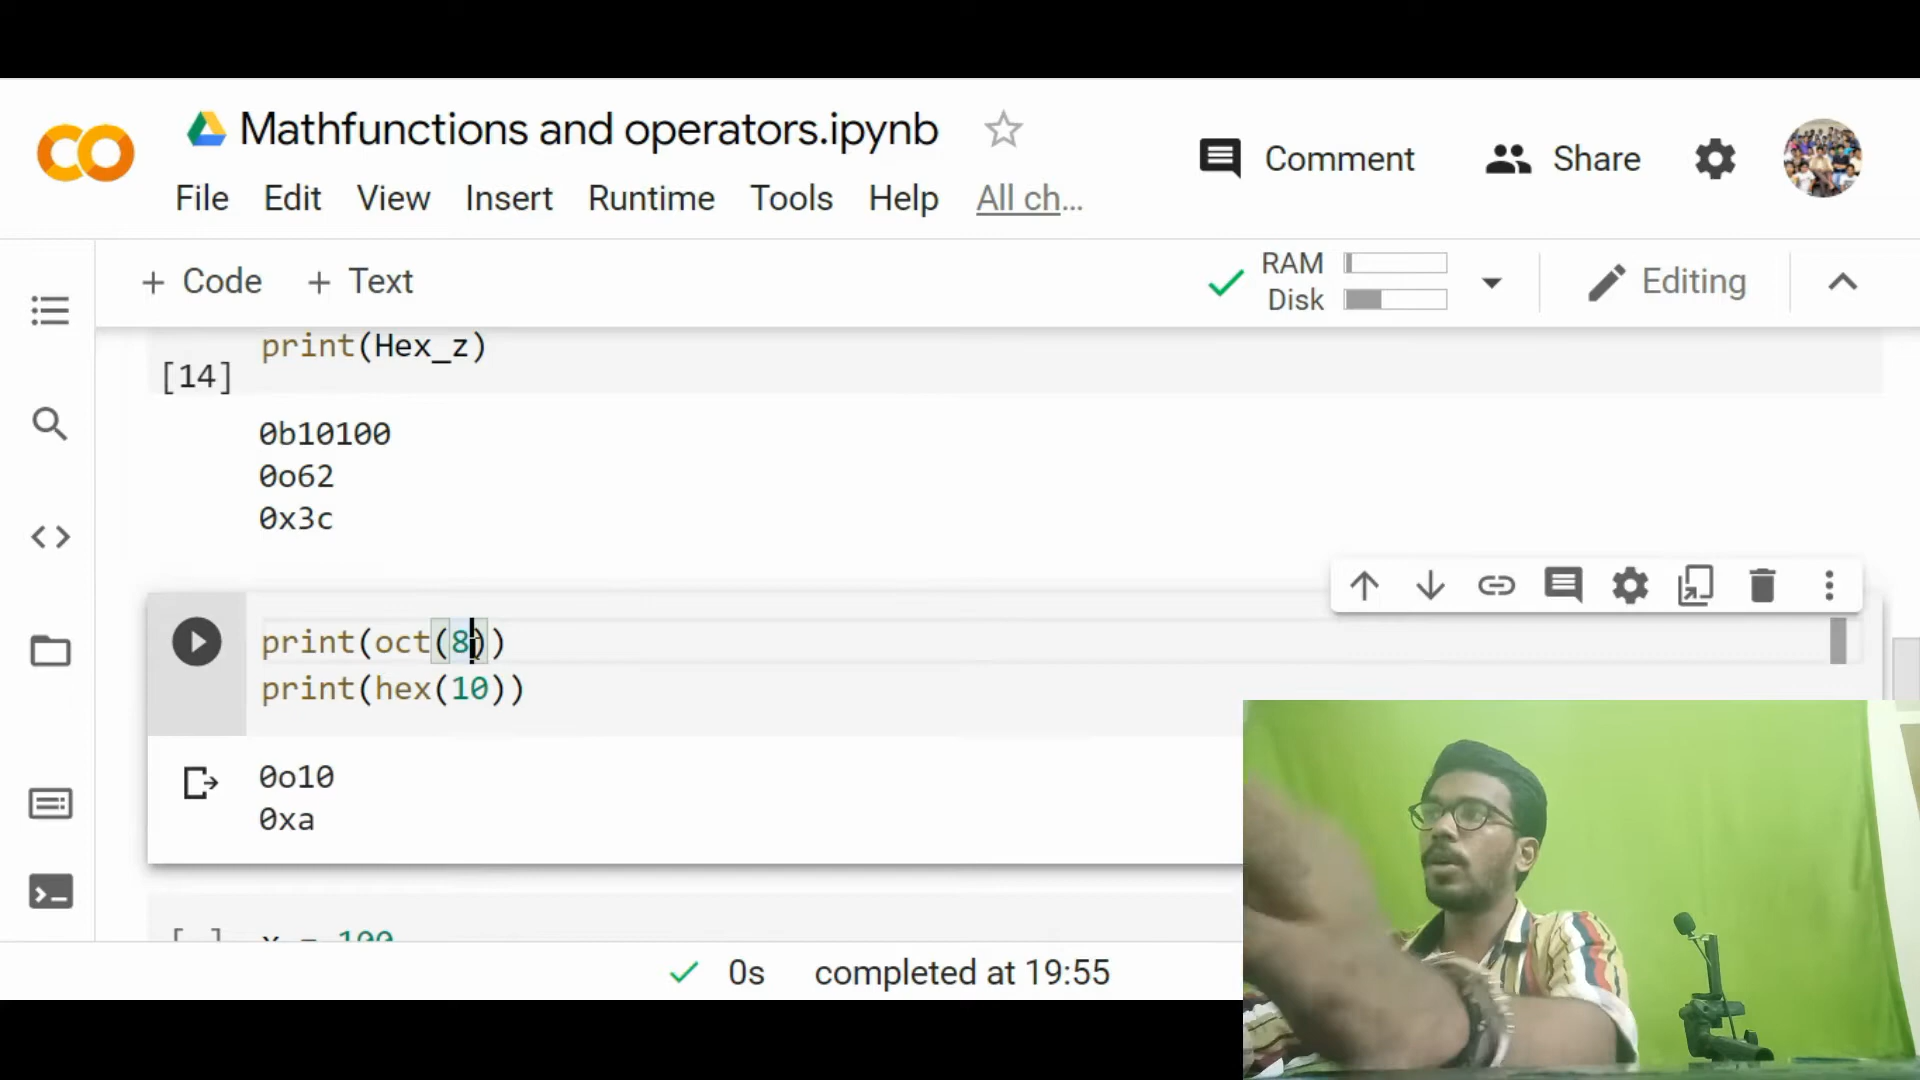 Mathfunctions and operators.ipynb
Comment
Share
File Edit View Insert Runtime Tools Help All ch...
+ Code + Text
RAM
Disk
Editing
print(Hex_z)
[14]
0b10100
0o62
0x3c
print(oct(8))
print(hex(10))
0o10
0xa
0s completed at 19:55